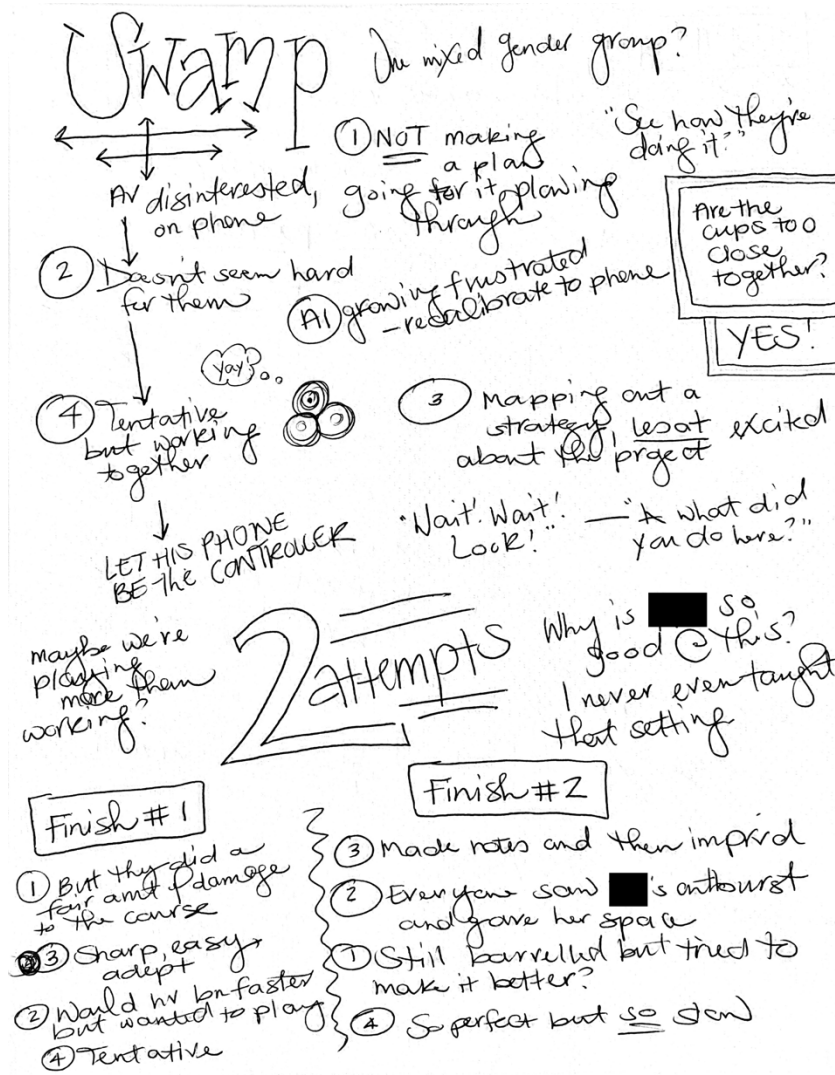 Swamp
One mixed gender group?
① NOT making
a plan
going for it, plowing
through
"See how they're
doing it?"
Are the
cups too
close
together?
YES!
AV disinterested,
on phone
② Doesn't seem hard
for them
AI growing frustrated
- recalibrate to phone
yay!
④ Tentative
but working
together
③ Mapping out a
strategy, least excited
about the project
LET HIS PHONE
BE THE CONTROLLER
"Wait! Wait!
Look!" — "A what did
you do here?"
maybe we're
playing
more than
working?
2 attempts
Why is so
good @ this?
I never even taught
that setting
Finish #1
① But they did a
fair amt of damage
to the course
③ Sharp, easy,
adept
② Would hv bn faster
but wanted to play
④ Tentative
Finish #2
③ Made notes and then imprvd
② Everyone saw 's outburst
and gave her space
① Still barrelled but tried to
make it better?
④ So perfect but so slow